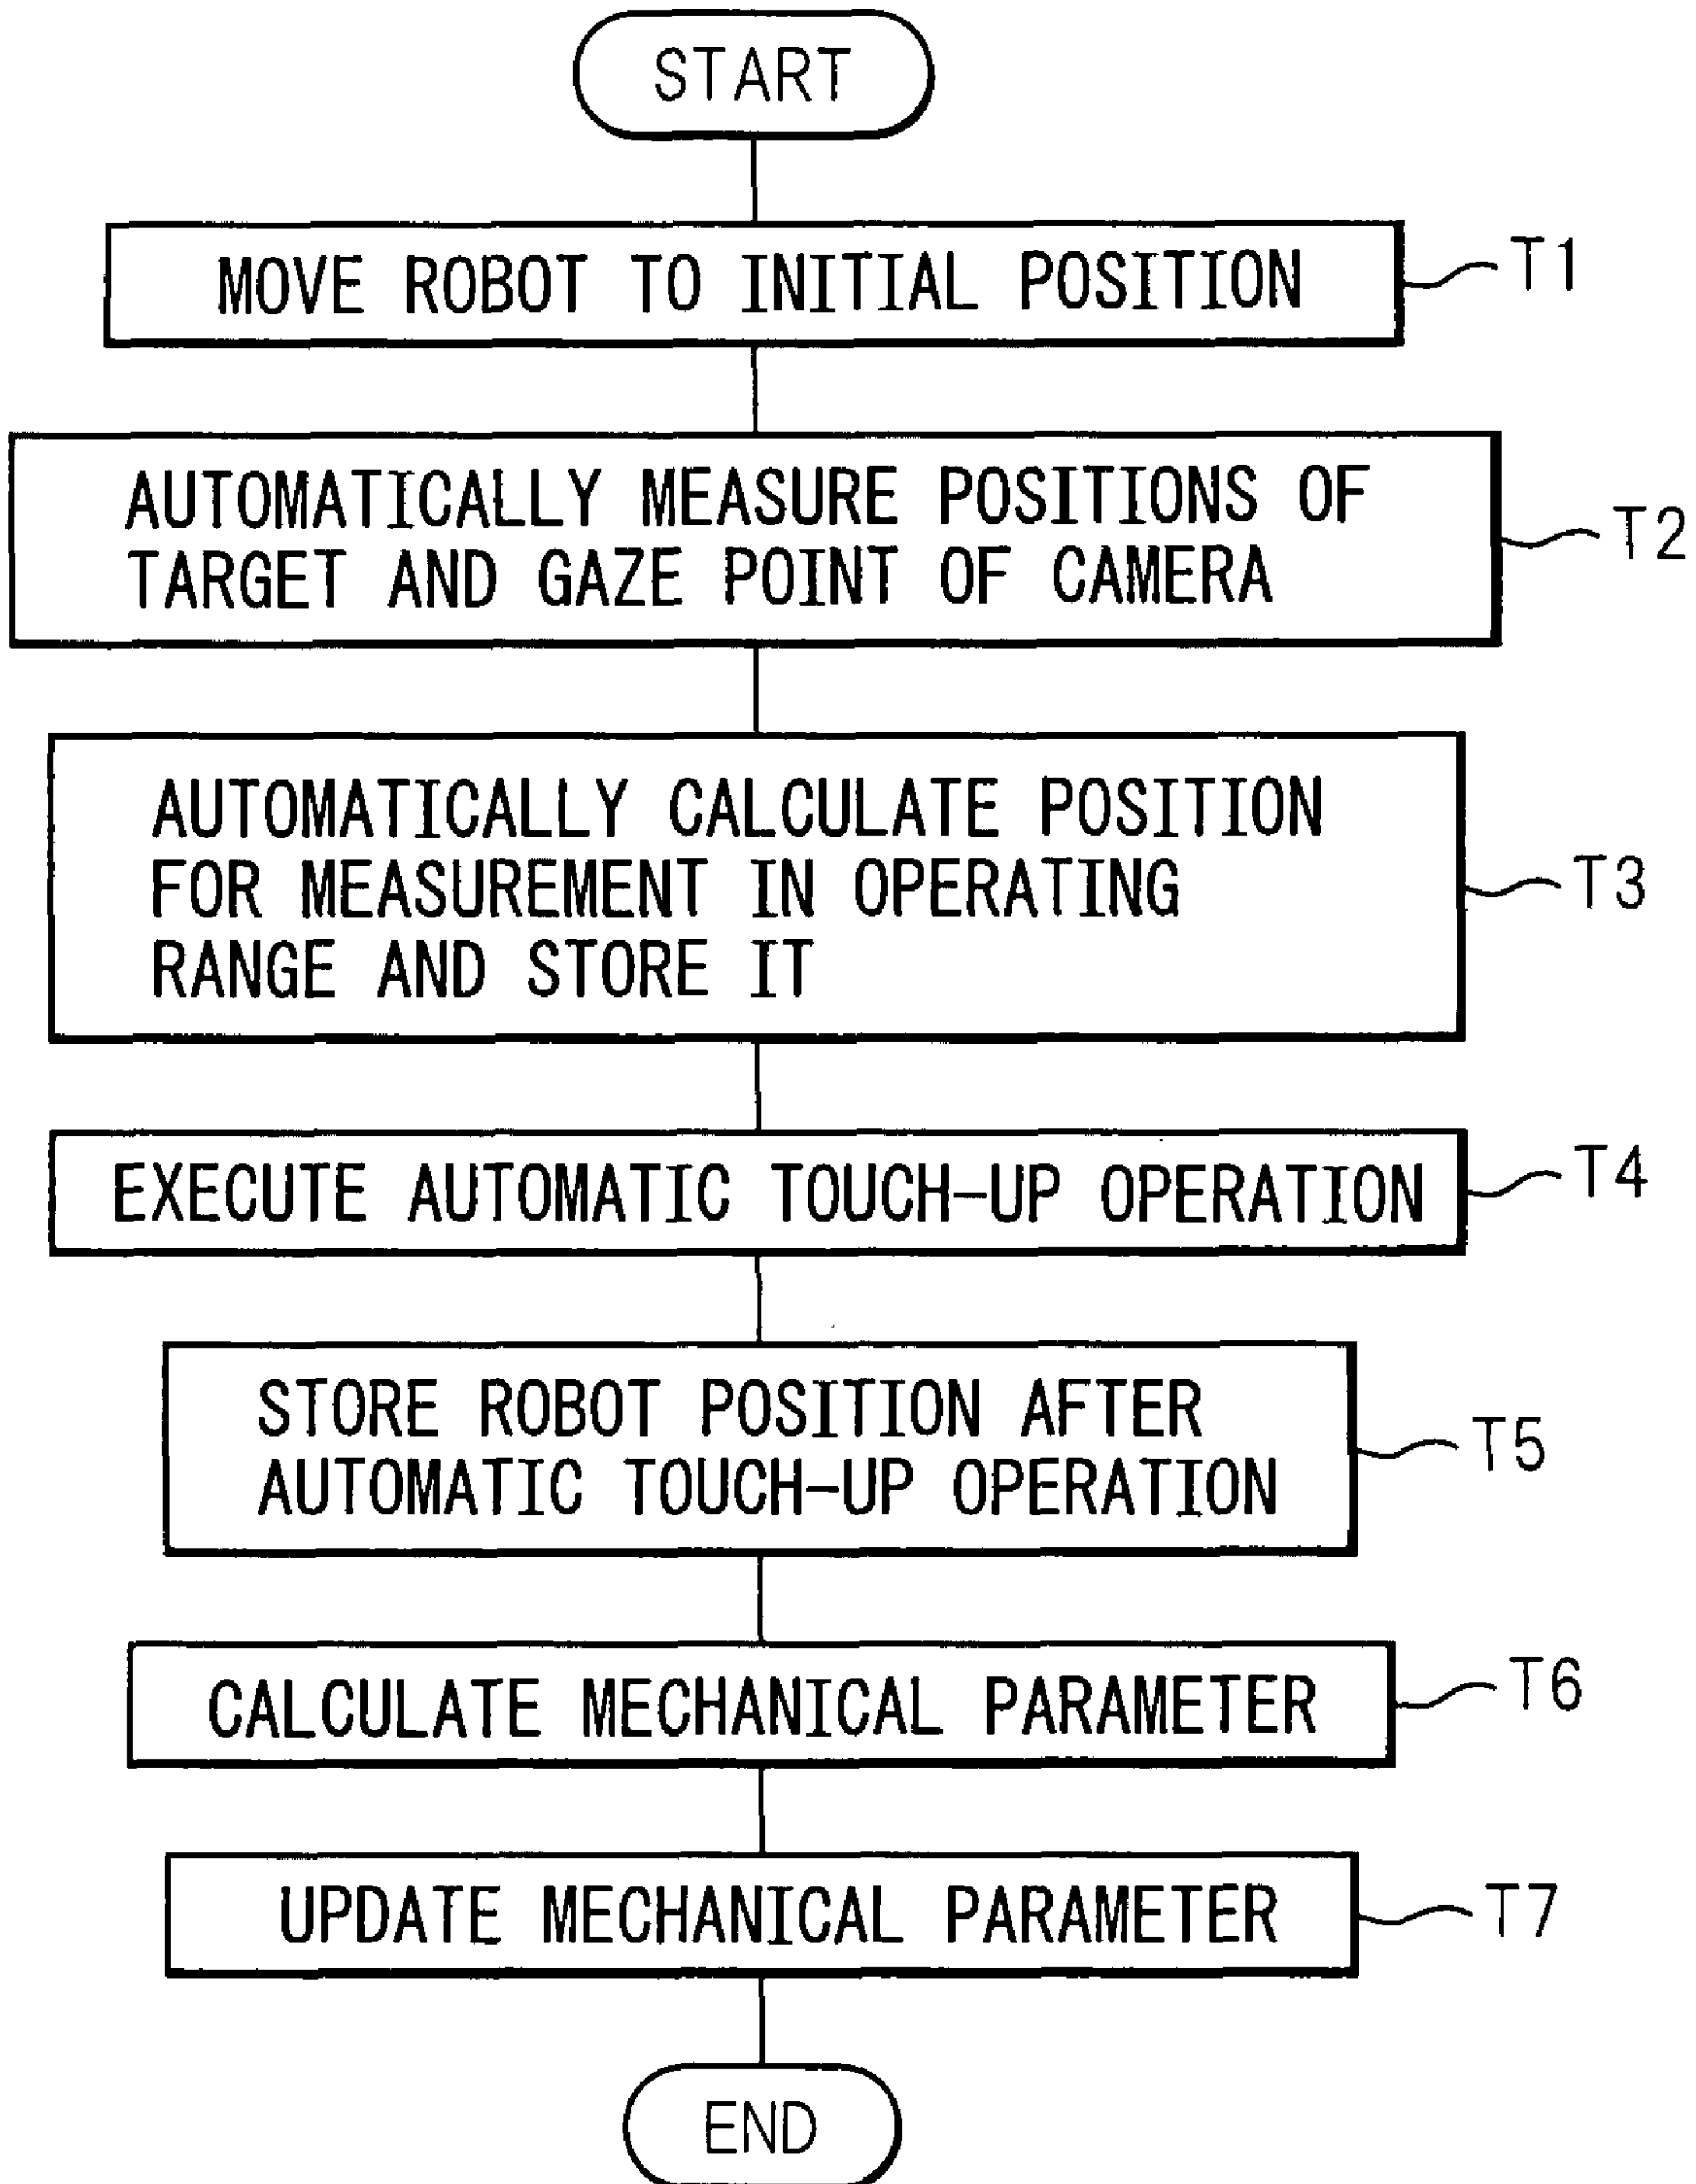 START
MOVE ROBOT TO INITIAL POSITION
T1
AUTOMATICALLY MEASURE POSITIONS OF
TARGET AND GAZE POINT OF CAMERA
T2
AUTOMATICALLY CALCULATE POSITION
FOR MEASUREMENT IN OPERATING
RANGE AND STORE IT
T3
EXECUTE AUTOMATIC TOUCH-UP OPERATION
T4
STORE ROBOT POSITION AFTER
AUTOMATIC TOUCH-UP OPERATION
T5
CALCULATE MECHANICAL PARAMETER
T6
UPDATE MECHANICAL PARAMETER
T7
END